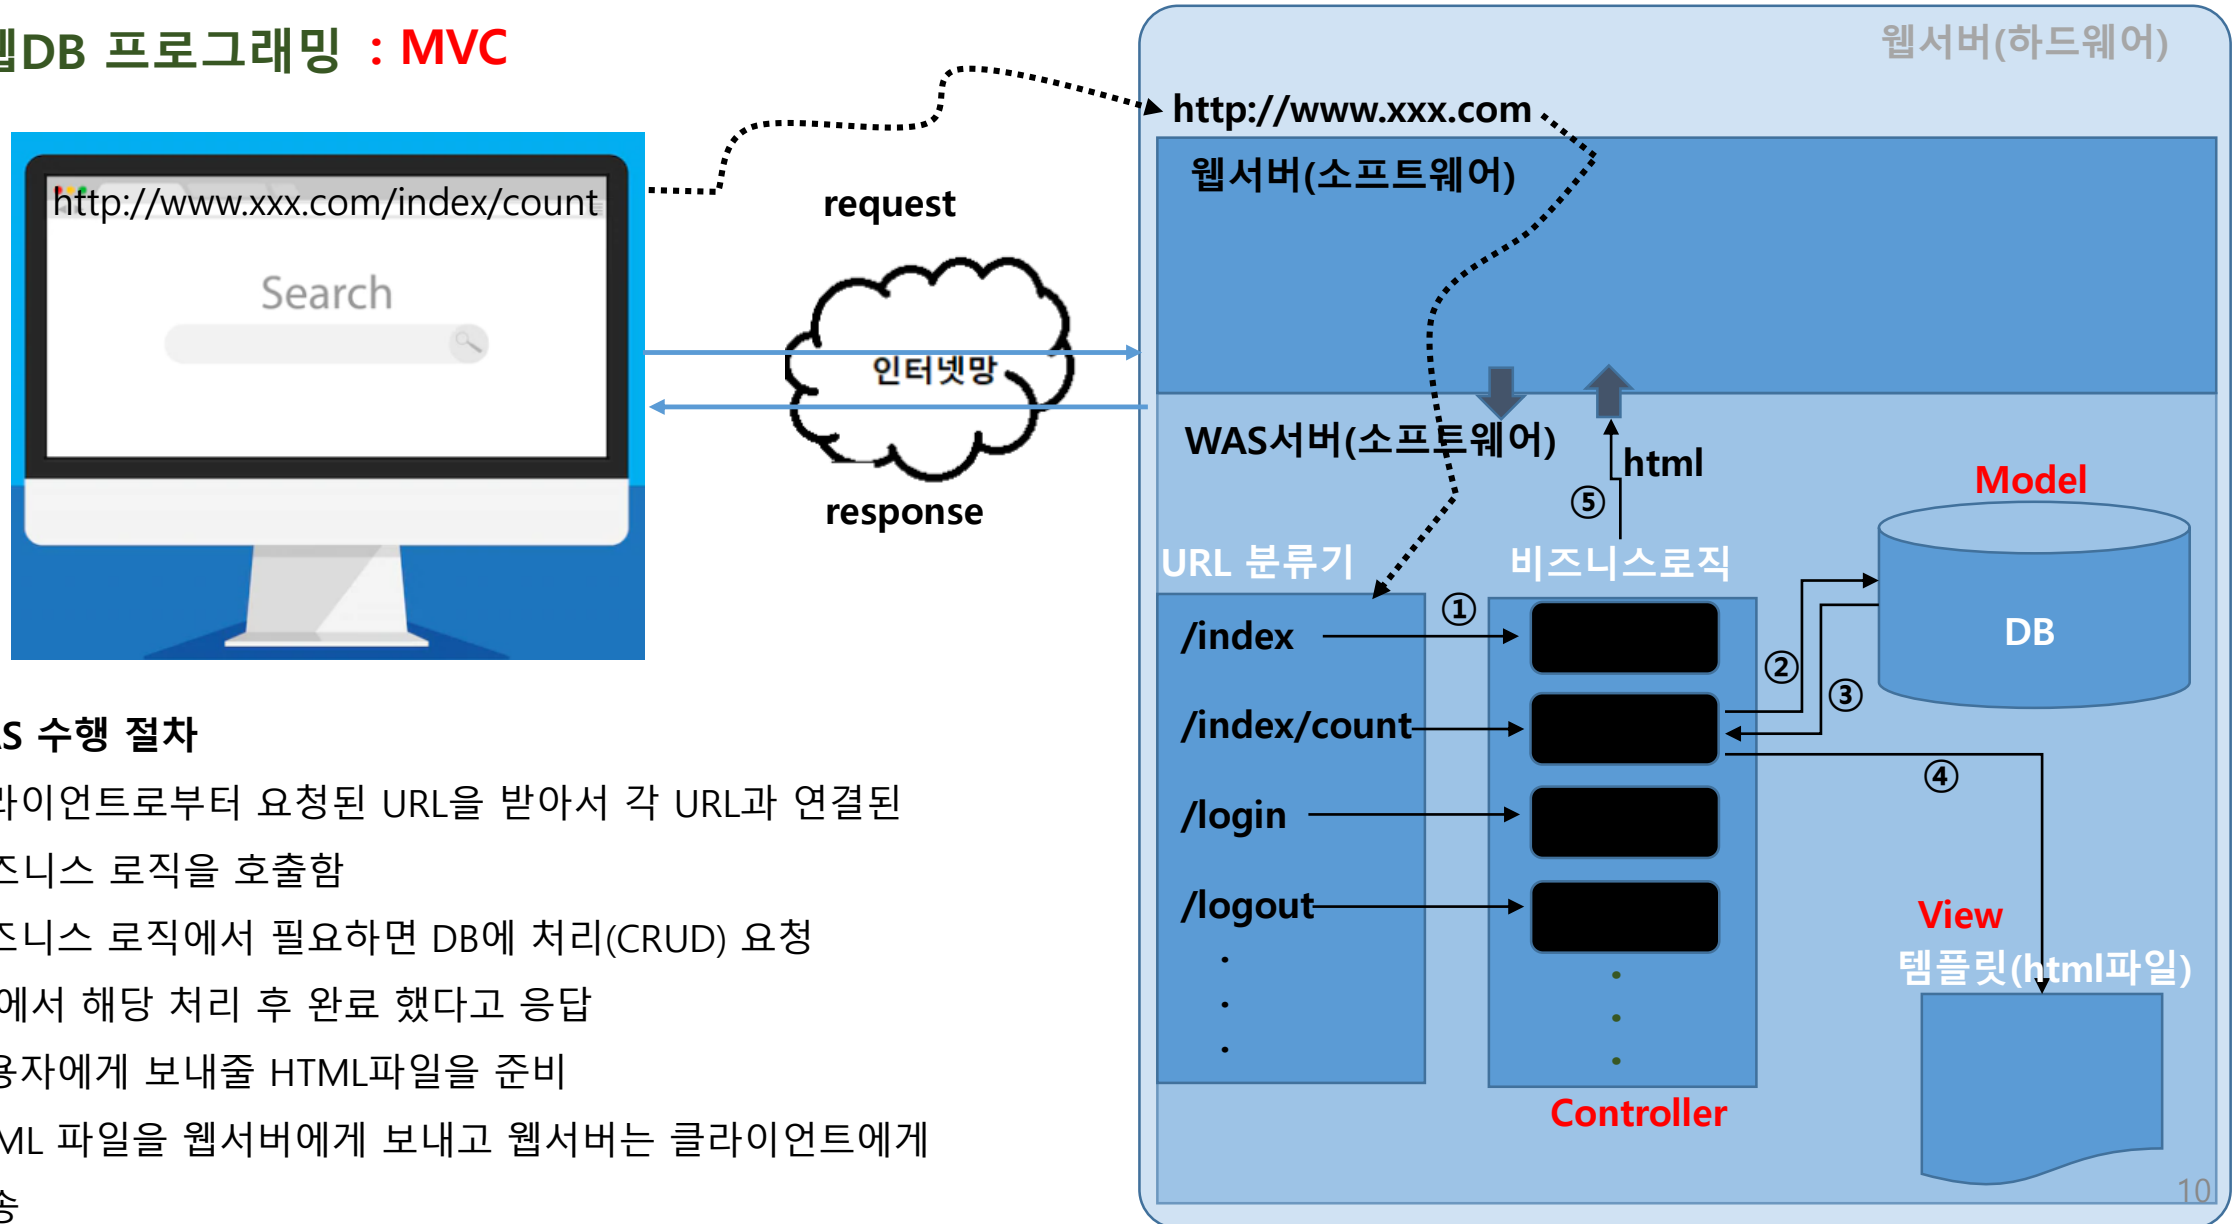 웹DB 프로그래밍 : MVC
http://www.xxx.com/index/count
Search
request
인터넷망
response
웹서버(하드웨어)
http://www.xxx.com
웹서버(소프트웨어)
WAS서버(소프트웨어)
html
⑤
Model
URL 분류기
비즈니스로직
DB
/index
①
②
③
/index/count
④
/login
/logout
View
템플릿(html파일)
Controller
AS 수행 절차
라이언트로부터 요청된 URL을 받아서 각 URL과 연결된
즈니스 로직을 호출함
즈니스 로직에서 필요하면 DB에 처리(CRUD) 요청
에서 해당 처리 후 완료 했다고 응답
용자에게 보내줄 HTML파일을 준비
ML 파일을 웹서버에게 보내고 웹서버는 클라이언트에게
송
10